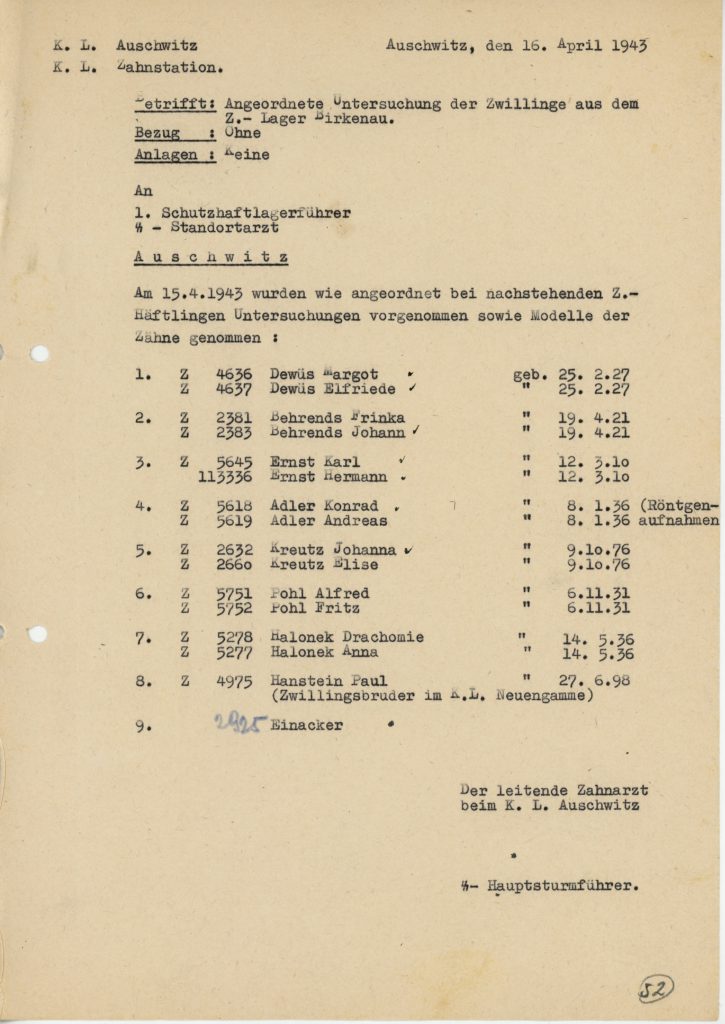 K. L. Auschwitz Auschwitz, den 16. April 1943
K. L. Zahnstation.
Betrifft: Angeordnete Untersuchung der Zwillinge aus dem
Z.- Lager Birkenau.
Bezug : Ohne
Anlagen : Keine
An
1. Schutzhaftlagerführer
ᛋᛋ - Standortarzt
A u s c h w i t z
Am 15.4.1943 wurden wie angeordnet bei nachstehenden Z.-
Häftlingen Untersuchungen vorgenommen sowie Modelle der
Zähne genommen :
1. Z 4636 Dewüs Margot ✓ geb. 25. 2.27
Z 4637 Dewüs Elfriede ✓ " 25. 2.27
2. Z 2381 Behrends Frinka " 19. 4.21
Z 2383 Behrends Johann ✓ " 19. 4.21
3. Z 5645 Ernst Karl ✓ " 12. 3.10
113336 Ernst Hermann ✓ " 12. 3.10
4. Z 5618 Adler Konrad " 8. 1.36 (Röntgen-
Z 5619 Adler Andreas " 8. 1.36 aufnahmen
5. Z 2632 Kreutz Johanna ✓ " 9.10.76
Z 2660 Kreutz Elise " 9.10.76
6. Z 5751 Pohl Alfred " 6.11.31
Z 5752 Pohl Fritz " 6.11.31
7. Z 5278 Halonek Drachomie " 14. 5.36
Z 5277 Halonek Anna " 14. 5.36
8. Z 4975 Hanstein Paul " 27. 6.98
(Zwillingsbruder im K.L. Neuengamme)
9. 2925 Einacker
Der leitende Zahnarzt
beim K. L. Auschwitz
ᛋᛋ- Hauptsturmführer.
52